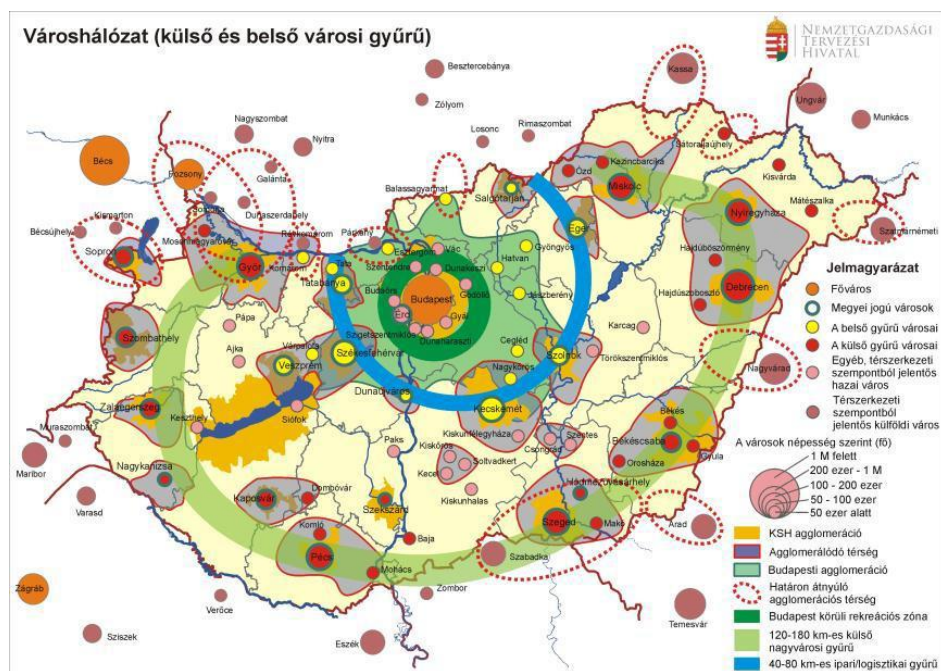 Városhálózat (külső és belső városi gyűrű)
NEMZETGAZDASÁGI
TERVEZÉSI
HIVATAL
Besztercebánya
Zólyom
Kassa
Ungvár
Munkács
Nagyszombat
Nyitra
Losonc
Rimaszombat
Sátoraljaújhely
Bécs
Pozsony
Galánta
Balassagyarmat
Salgótarján
Ózd
Kazincbarcika
Miskolc
Kisvárda
Mátészalka
Nyíregyháza
Szatmárnémeti
Bécsújhely
Kismarton
Dunaszerdahely
Mosonmagyaróvár
Révkomárom
Párkány
Esztergom
Vác
Gyöngyös
Eger
Hajdúböszörmény
Sopron
Győr
Komárom
Tata
Tatabánya
Szentendre
Dunakeszi
Hatvan
Debrecen
Budaörs
Budapest
Gödöllő
Jászberény
Hajdúszoboszló
Érd
Gyál
Pápa
Szigetszentmiklós
Dunaharaszti
Cegléd
Karcag
Szombathely
Ajka
Várpalota
Székesfehérvár
Veszprém
Nagykőrös
Szolnok
Törökszentmiklós
Nagyvárad
Zalaegerszeg
Keszthely
Siófok
Dunaújváros
Kecskemét
Békés
Muraszombat
Paks
Kiskunfélegyháza
Szentes
Békéscsaba
Kiskőrös
Csongrád
Gyula
Maribor
Nagykanizsa
Soltvadkert
Orosháza
Kecel
Varasd
Kaposvár
Dombóvár
Kiskunhalas
Hódmezővásárhely
Szekszárd
Komló
Szeged
Makó
Arad
Pécs
Baja
Szabadka
Mohács
Zágráb
Verőce
Zombor
Sziszek
Eszék
Temesvár
Jelmagyarázat
Főváros
Megyei jogú városok
A belső gyűrű városai
A külső gyűrű városai
Egyéb, térszerkezeti
szempontból jelentős
hazai város
Térszerkezeti
szempontból
jelentős külföldi város
A városok népesség szerint (fő)
1 M felett
200 ezer - 1 M
100 - 200 ezer
50 - 100 ezer
50 ezer alatt
KSH agglomeráció
Agglomerálódó térség
Budapesti agglomeráció
Határon átnyúló
agglomerációs térség
Budapest körüli rekreációs zóna
120-180 km-es külső
nagyvárosi gyűrű
40-80 km-es ipari/logisztikai gyűrű